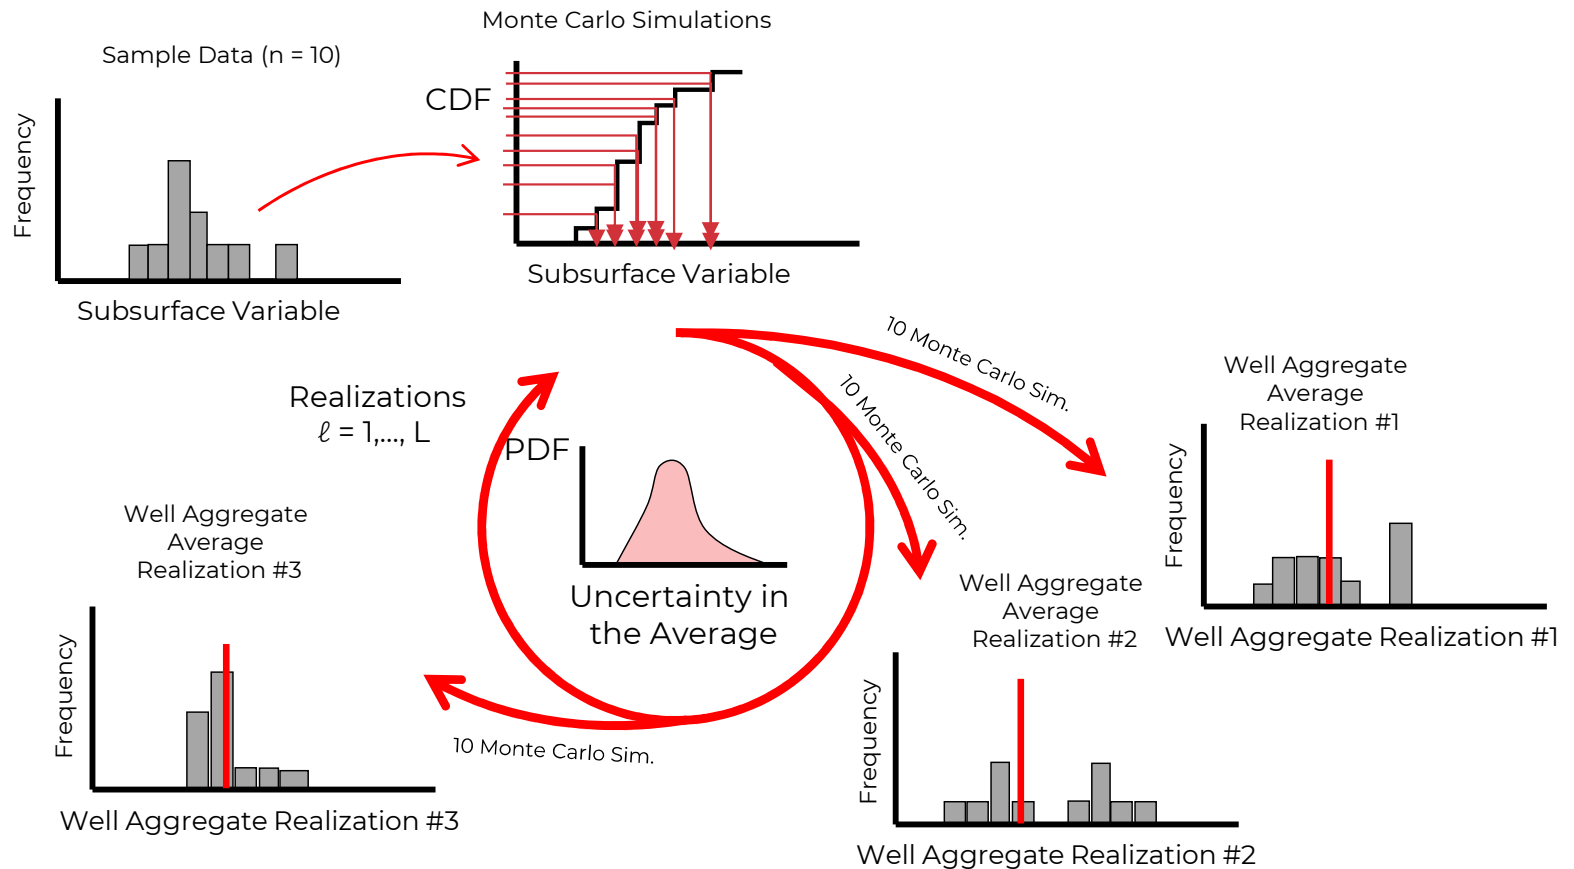 Monte Carlo Simulations
Sample Data (n = 10)
CDF
Frequency
Subsurface Variable
Subsurface Variable
10 Monte Carlo Sim.
Well Aggregate
Average
Realization #1
10 Monte Carlo Sim.
Realizations
ℓ = 1,..., L
PDF
Frequency
Well Aggregate
Average
Realization #3
Well Aggregate
Average
Realization #2
Uncertainty in
the Average
Well Aggregate Realization #1
Frequency
Frequency
10 Monte Carlo Sim.
Well Aggregate Realization #3
Well Aggregate Realization #2